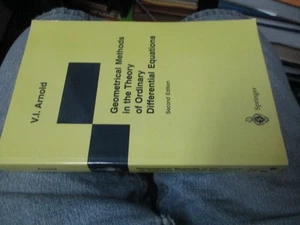 V.I. Arnold
Geometrical Methods
in the Theory
of Ordinary
Differential Equations
Second Edition
Springer